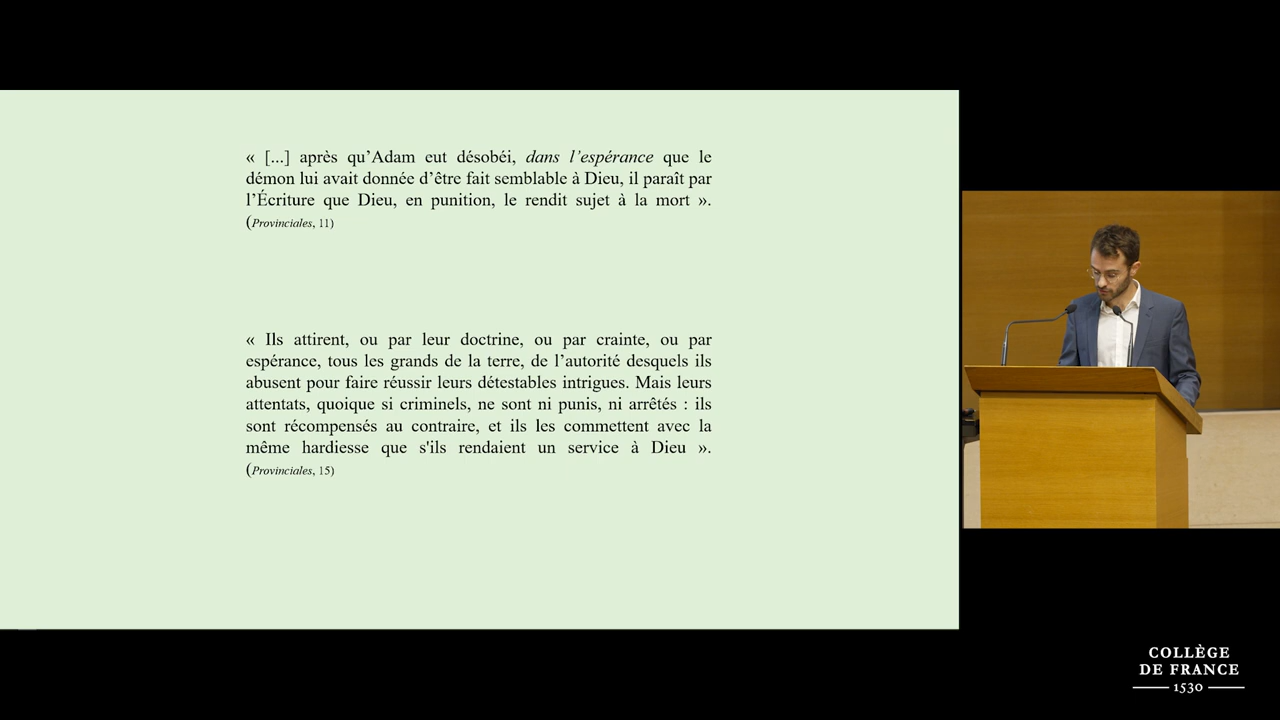 « [...] après qu’Adam eut désobéi, dans l’espérance que le
démon lui avait donnée d’être fait semblable à Dieu, il paraît par
l’Écriture que Dieu, en punition, le rendit sujet à la mort ».
(Provinciales, 11)
« Ils attirent, ou par leur doctrine, ou par crainte, ou par
espérance, tous les grands de la terre, de l’autorité desquels ils
abusent pour faire réussir leurs détestables intrigues. Mais leurs
attentats, quoique si criminels, ne sont ni punis, ni arrêtés : ils
sont récompensés au contraire, et ils les commettent avec la
même hardiesse que s'ils rendaient un service à Dieu ».
(Provinciales, 15)
COLLÈGE
DE FRANCE
1530